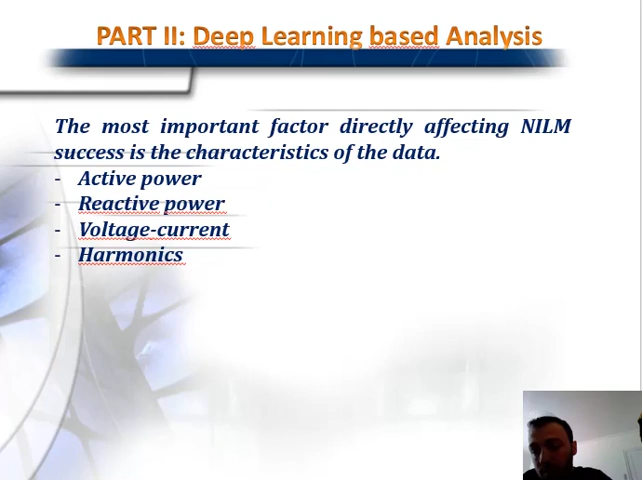 PART II: Deep Learning based Analysis
The most important factor directly affecting NILM
success is the characteristics of the data.
- Active power
- Reactive power
- Voltage-current
- Harmonics